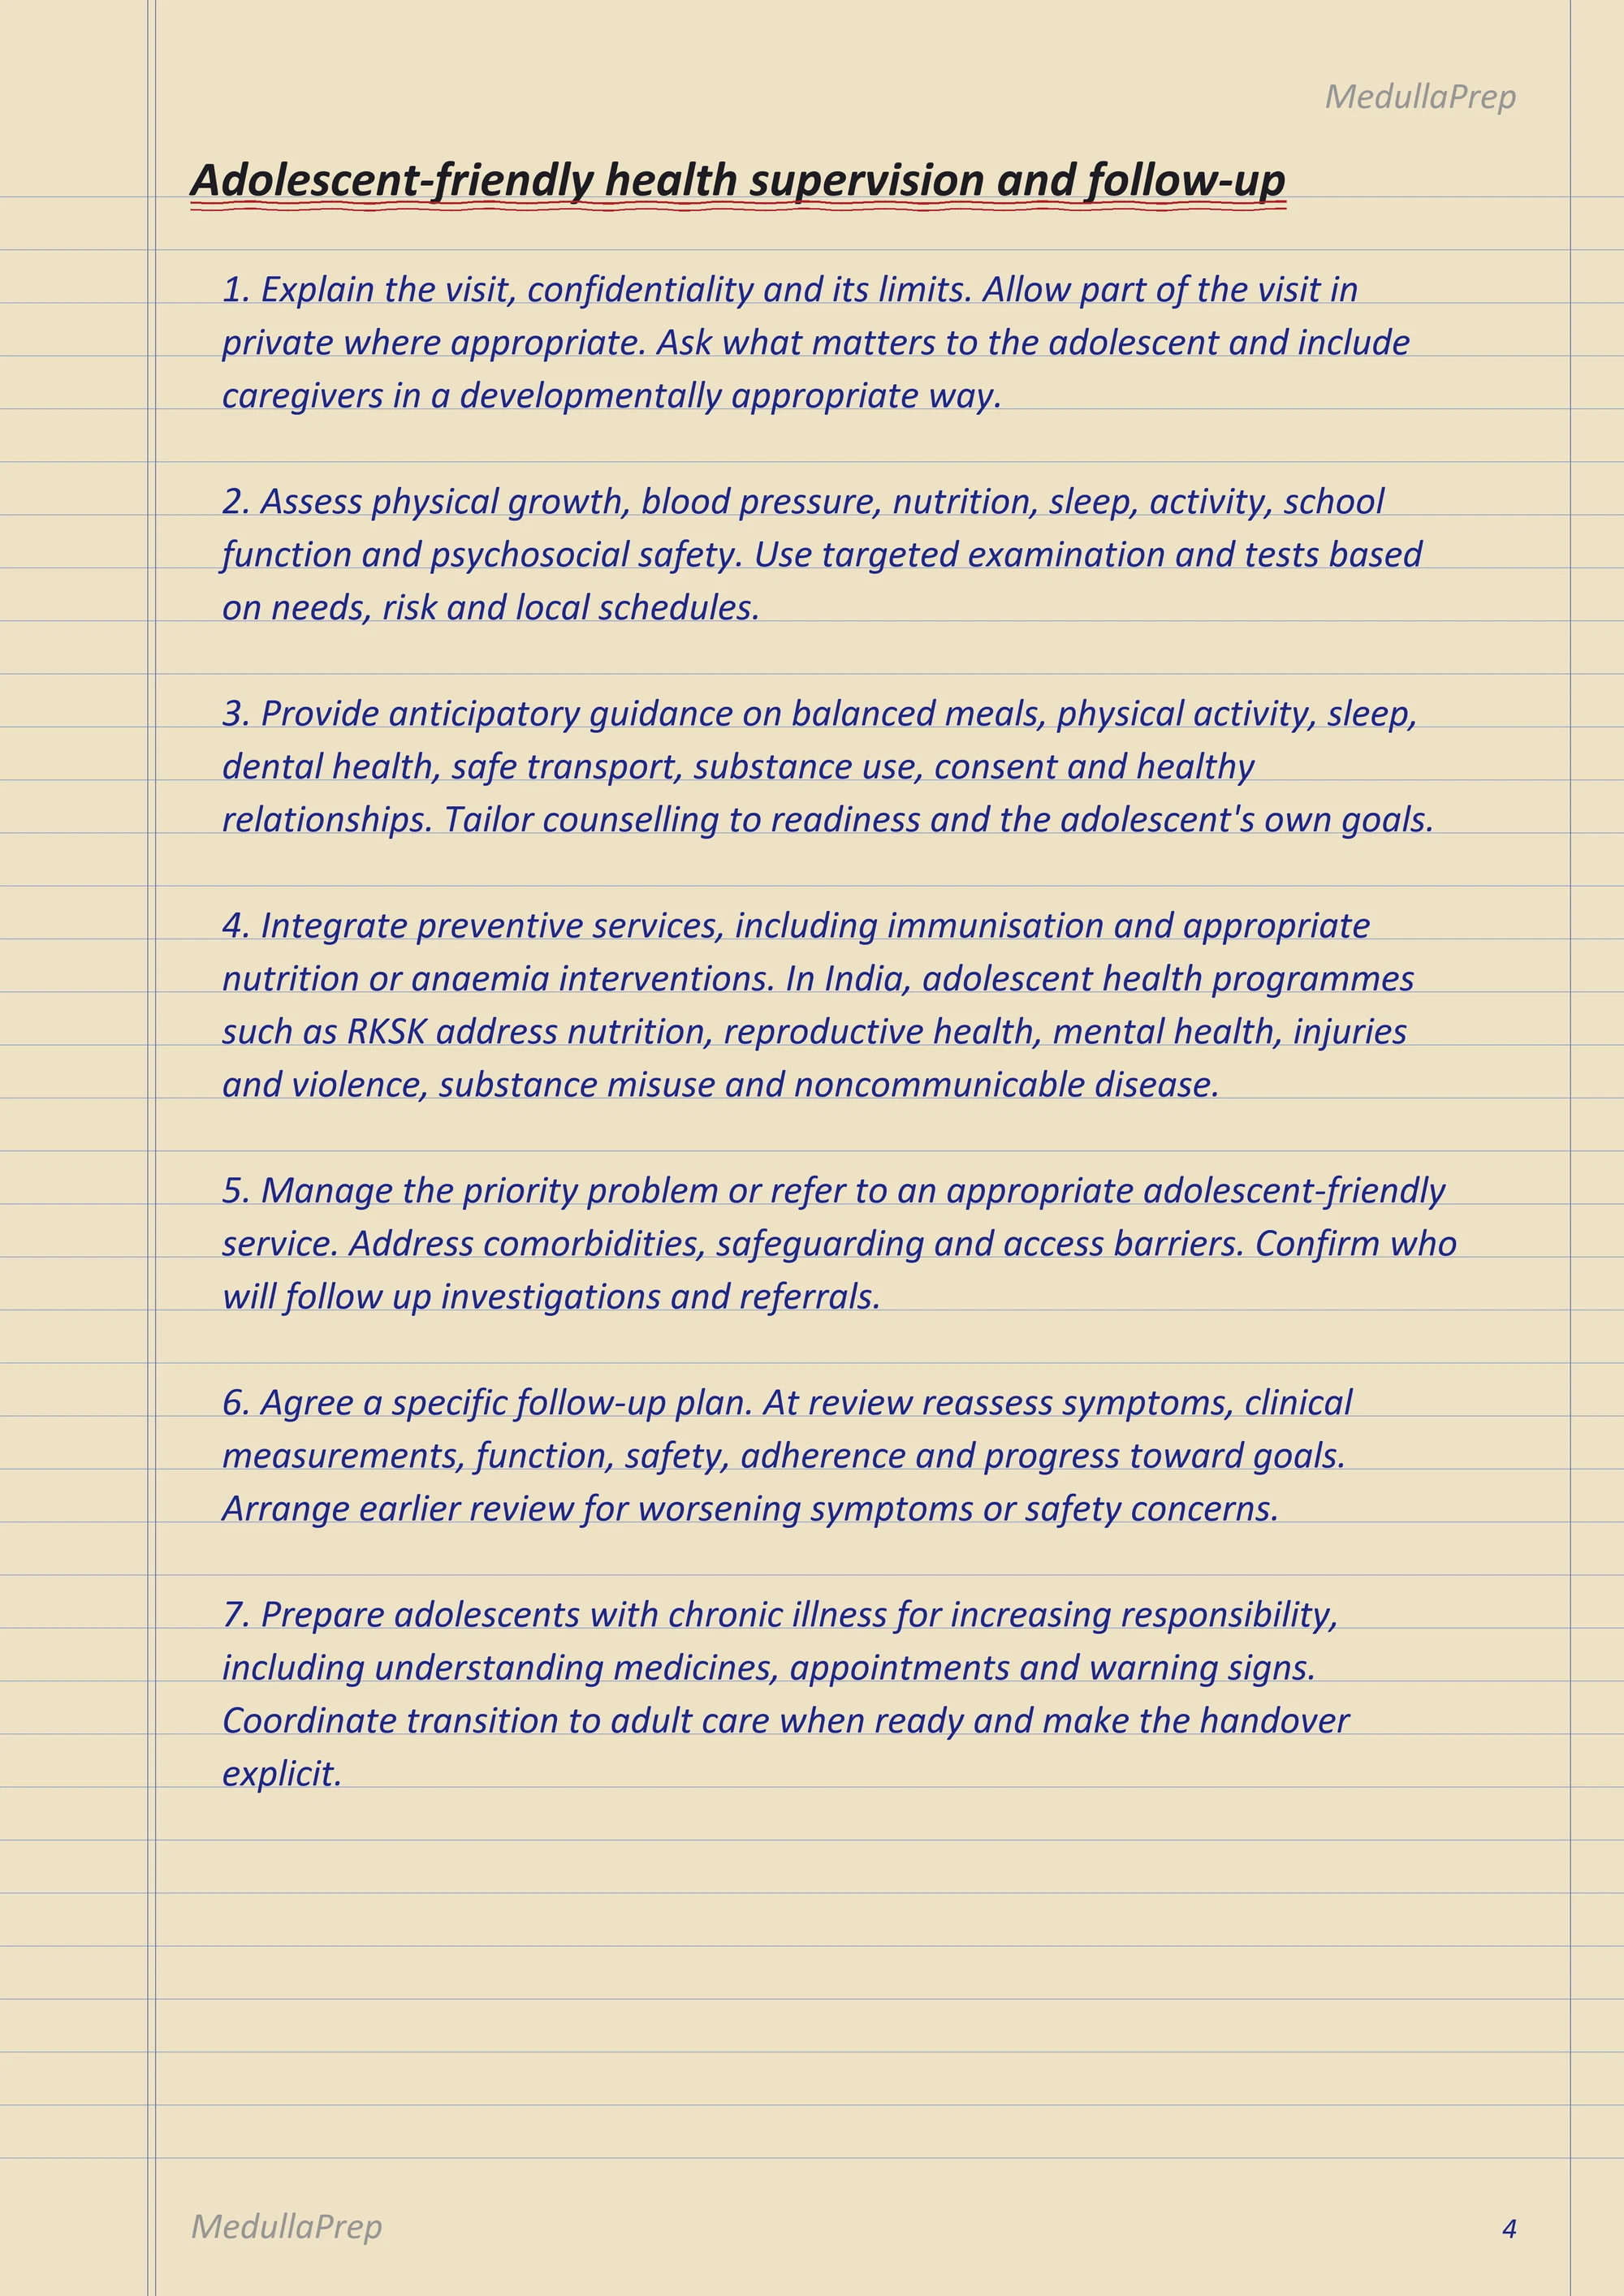 MedullaPrep
Adolescent-friendly health supervision and follow-up
1. Explain the visit, confidentiality and its limits. Allow part of the visit in
private where appropriate. Ask what matters to the adolescent and include
caregivers in a developmentally appropriate way.
2. Assess physical growth, blood pressure, nutrition, sleep, activity, school
function and psychosocial safety. Use targeted examination and tests based
on needs, risk and local schedules.
3. Provide anticipatory guidance on balanced meals, physical activity, sleep,
dental health, safe transport, substance use, consent and healthy
relationships. Tailor counselling to readiness and the adolescent's own goals.
4. Integrate preventive services, including immunisation and appropriate
nutrition or anaemia interventions. In India, adolescent health programmes
such as RKSK address nutrition, reproductive health, mental health, injuries
and violence, substance misuse and noncommunicable disease.
5. Manage the priority problem or refer to an appropriate adolescent-friendly
service. Address comorbidities, safeguarding and access barriers. Confirm who
will follow up investigations and referrals.
6. Agree a specific follow-up plan. At review reassess symptoms, clinical
measurements, function, safety, adherence and progress toward goals.
Arrange earlier review for worsening symptoms or safety concerns.
7. Prepare adolescents with chronic illness for increasing responsibility,
including understanding medicines, appointments and warning signs.
Coordinate transition to adult care when ready and make the handover
explicit.
MedullaPrep
4